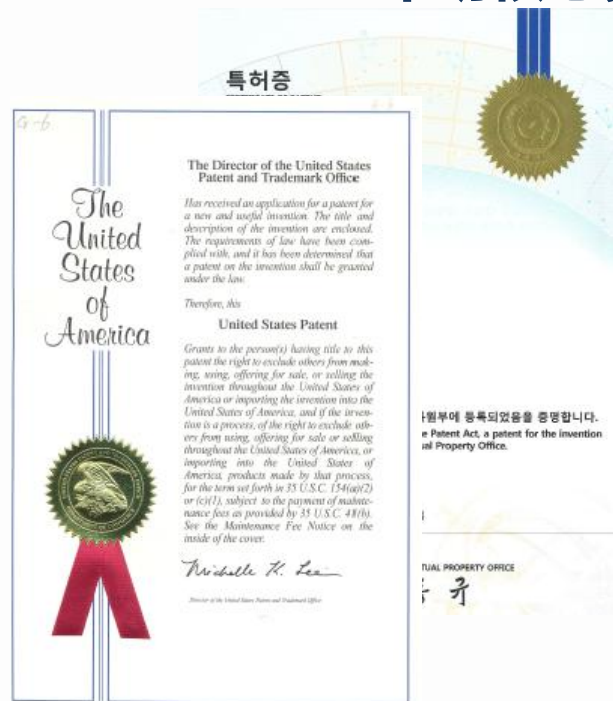 특허증
G-6
The
United
States
of
America
The Director of the United States
Patent and Trademark Office
Has received an application for a patent for
a new and useful invention. The title and
description of the invention are enclosed.
The requirements of law have been com-
plied with, and it has been determined that
a patent on the invention shall be granted
under the law.
Therefore, this
United States Patent
Grants to the person(s) having title to this
patent the right to exclude others from mak-
ing, using, offering for sale, or selling the
invention throughout the United States of
America or importing the invention into the
United States of America, and if the inven-
tion is a process, of the right to exclude oth-
ers from using, offering for sale or selling
throughout the United States of America, or
importing into the United States of
America, products made by that process,
for the term set forth in 35 U.S.C. 154(a)(2)
or (c)(1), subject to the payment of mainte-
nance fees as provided by 35 U.S.C. 41(b).
See the Maintenance Fee Notice on the
inside of the cover.
Michelle K. Lee
Director of the United States Patent and Trademark Office
원부에 등록되었음을 증명합니다.
e Patent Act, a patent for the invention
ual Property Office.
TUAL PROPERTY OFFICE
규